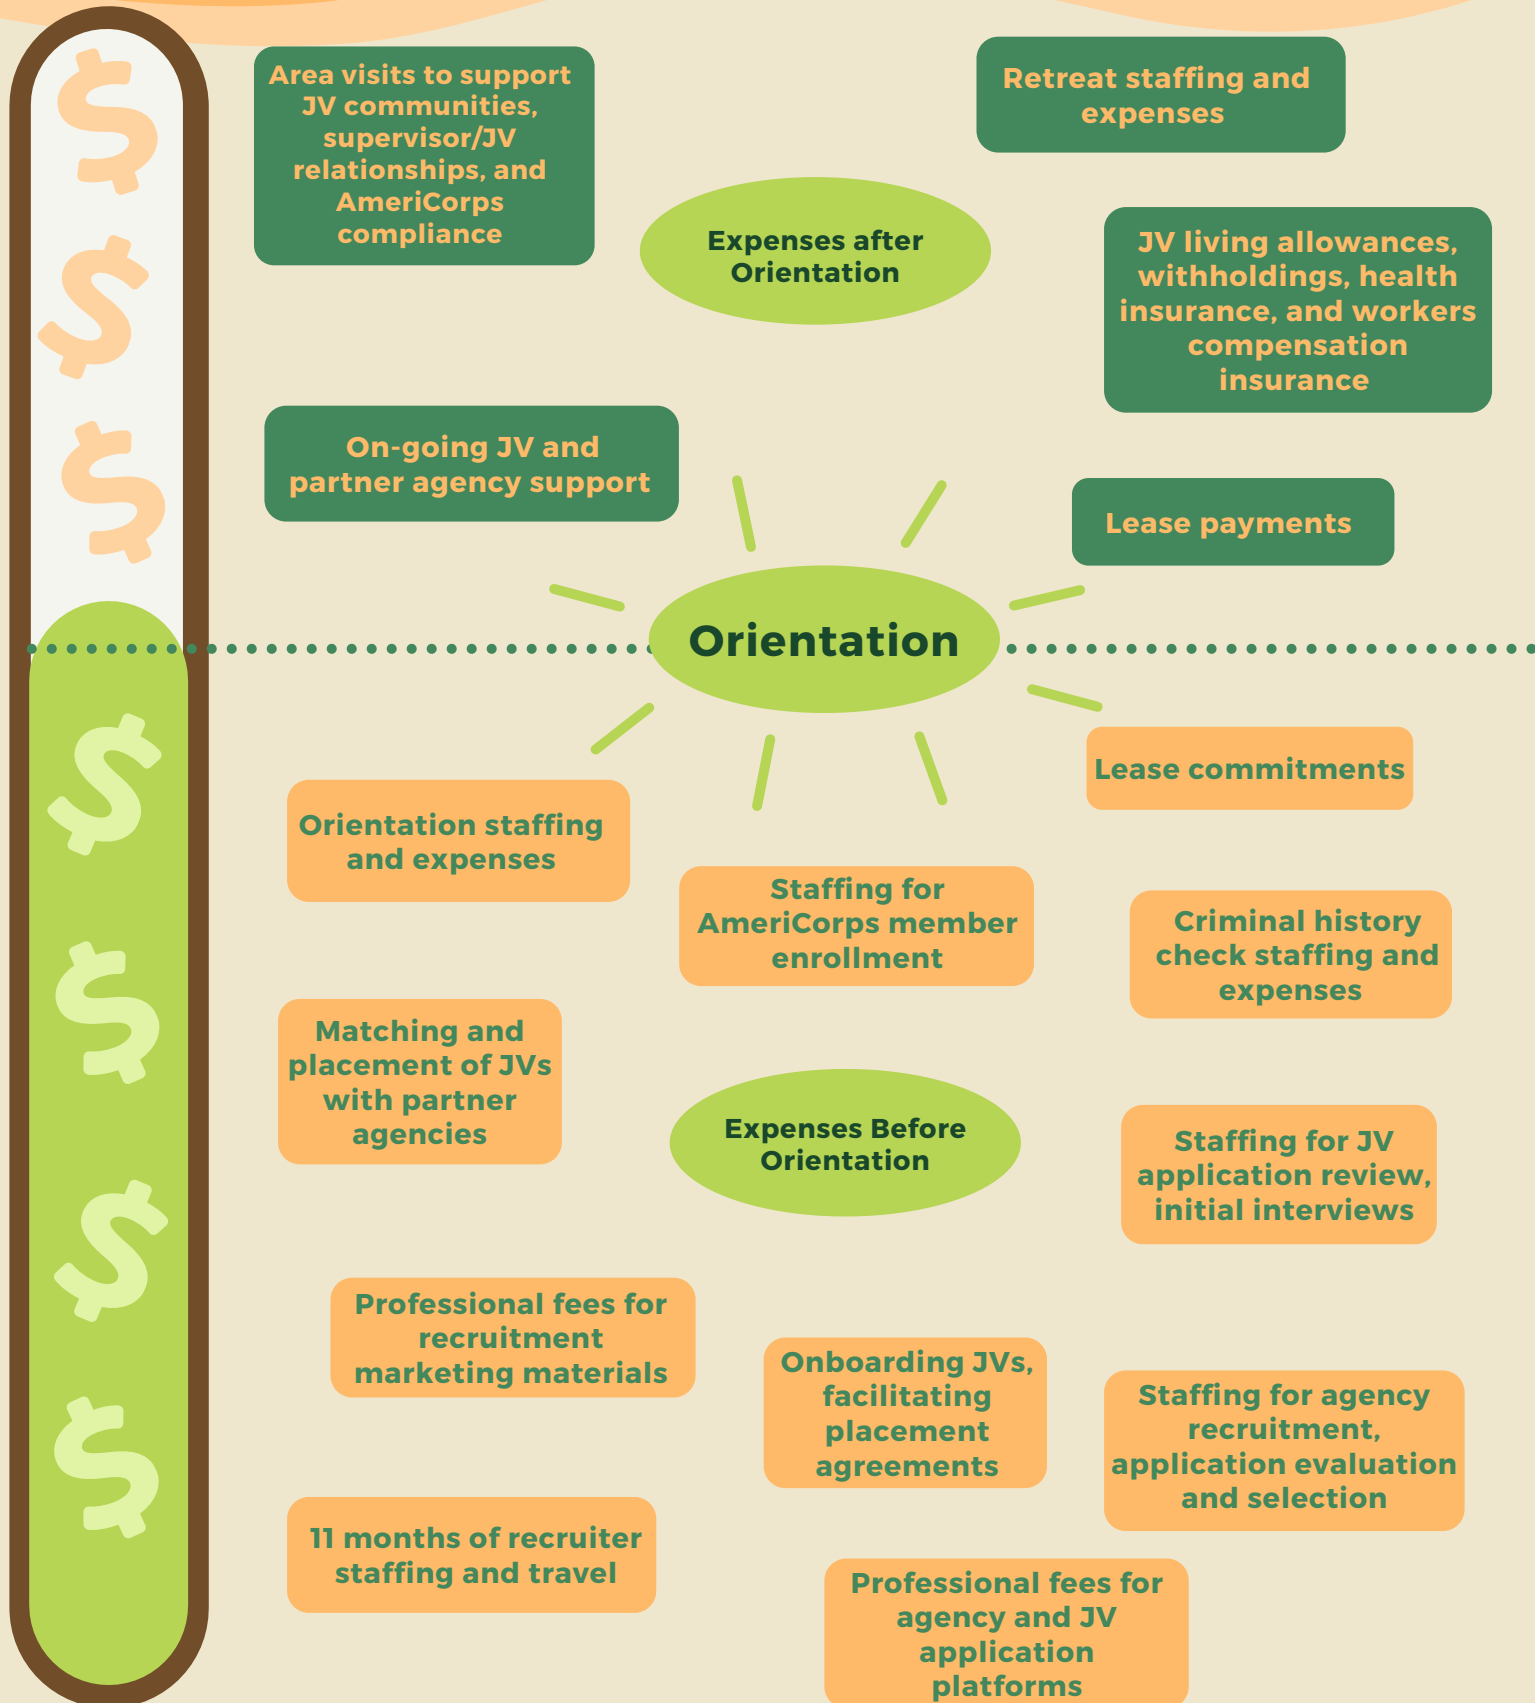 Area visits to support
JV communities,
supervisor/JV
relationships, and
AmeriCorps
compliance
Retreat staffing and
expenses
Expenses after
Orientation
JV living allowances,
withholdings, health
insurance, and workers
compensation
insurance
On-going JV and
partner agency support
Lease payments
Orientation
Lease commitments
Orientation staffing
and expenses
Staffing for
AmeriCorps member
enrollment
Criminal history
check staffing and
expenses
Matching and
placement of JVs
with partner
agencies
Expenses Before
Orientation
Staffing for JV
application review,
initial interviews
Professional fees for
recruitment
marketing materials
Onboarding JVs,
facilitating
placement
agreements
Staffing for agency
recruitment,
application evaluation
and selection
11 months of recruiter
staffing and travel
Professional fees for
agency and JV
application
platforms